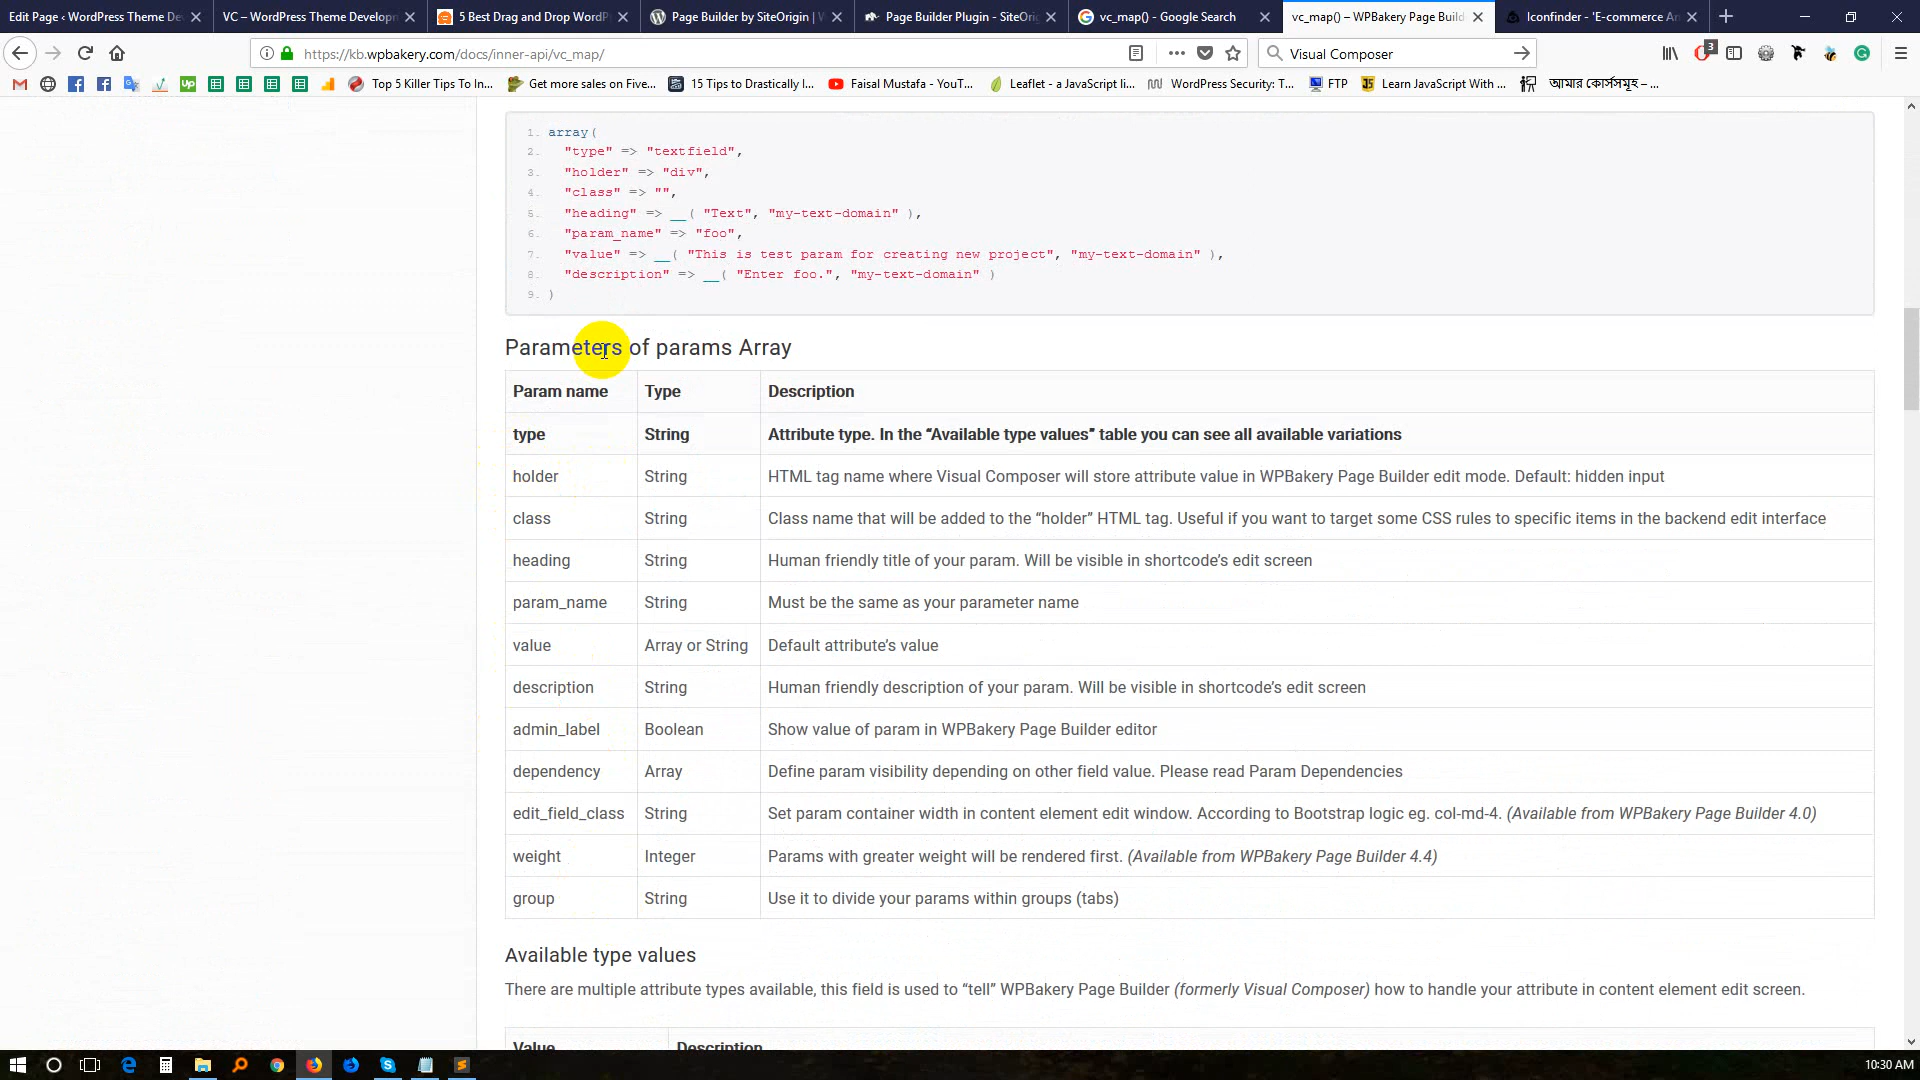 Edit Page ‹ WordPress Theme De
VC – WordPress Theme Developm
5 Best Drag and Drop WordP
Page Builder by SiteOrigin | W
Page Builder Plugin - SiteOri
vc_map() - Google Search
vc_map() – WPBakery Page Build
Iconfinder - 'E-commerce An
https://kb.wpbakery.com/docs/inner-api/vc_map/
Visual Composer
3
Top 5 Killer Tips To In...
Get more sales on Five...
15 Tips to Drastically I...
Faisal Mustafa - YouT...
Leaflet - a JavaScript li...
WordPress Security: T...
FTP
Learn JavaScript With ...
আমার কোর্সসমূহ – ...
1. array(
2. "type" => "textfield",
3. "holder" => "div",
4. "class" => "",
5. "heading" => __( "Text", "my-text-domain" ),
6. "param_name" => "foo",
7. "value" => __( "This is test param for creating new project", "my-text-domain" ),
8. "description" => __( "Enter foo.", "my-text-domain" )
9. )
Parameters of params Array
Param name Type Description
type String Attribute type. In the “Available type values” table you can see all available variations
holder String HTML tag name where Visual Composer will store attribute value in WPBakery Page Builder edit mode. Default: hidden input
class String Class name that will be added to the “holder” HTML tag. Useful if you want to target some CSS rules to specific items in the backend edit interface
heading String Human friendly title of your param. Will be visible in shortcode’s edit screen
param_name String Must be the same as your parameter name
value Array or String Default attribute’s value
description String Human friendly description of your param. Will be visible in shortcode’s edit screen
admin_label Boolean Show value of param in WPBakery Page Builder editor
dependency Array Define param visibility depending on other field value. Please read Param Dependencies
edit_field_class String Set param container width in content element edit window. According to Bootstrap logic eg. col-md-4. (Available from WPBakery Page Builder 4.0)
weight Integer Params with greater weight will be rendered first. (Available from WPBakery Page Builder 4.4)
group String Use it to divide your params within groups (tabs)
Available type values
There are multiple attribute types available, this field is used to “tell” WPBakery Page Builder (formerly Visual Composer) how to handle your attribute in content element edit screen.
Value Description
10:30 AM